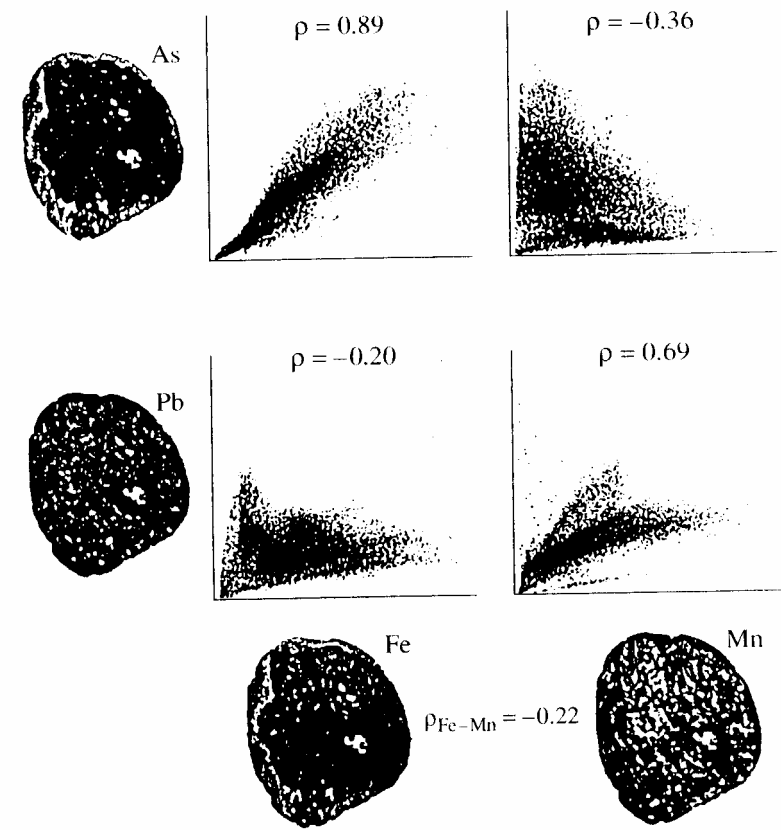 As
ρ = 0.89
ρ = −0.36
Pb
ρ = −0.20
ρ = 0.69
Fe
ρFe–Mn = −0.22
Mn